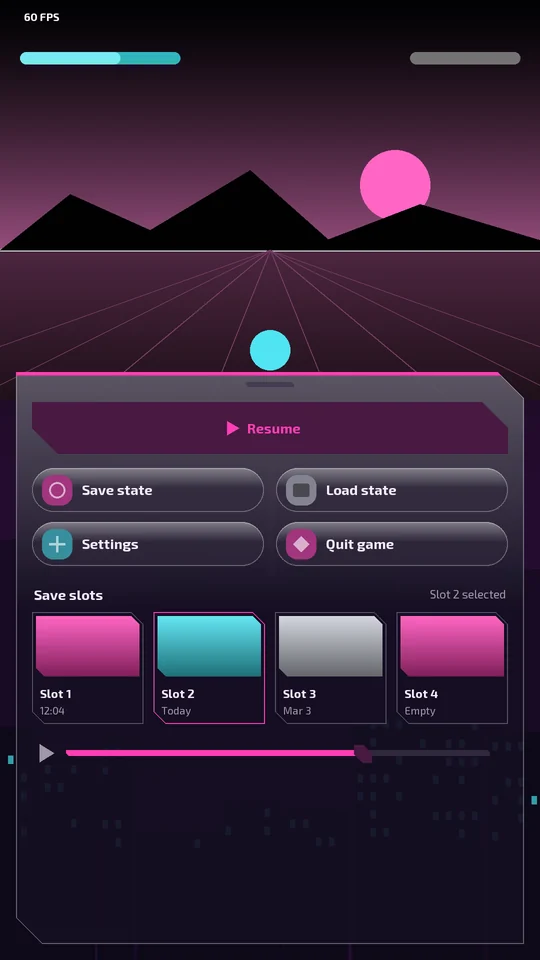 60 FPS
Resume
Save state
Load state
Settings
Quit game
Save slots
Slot 2 selected
Slot 1
12:04
Slot 2
Today
Slot 3
Mar 3
Slot 4
Empty